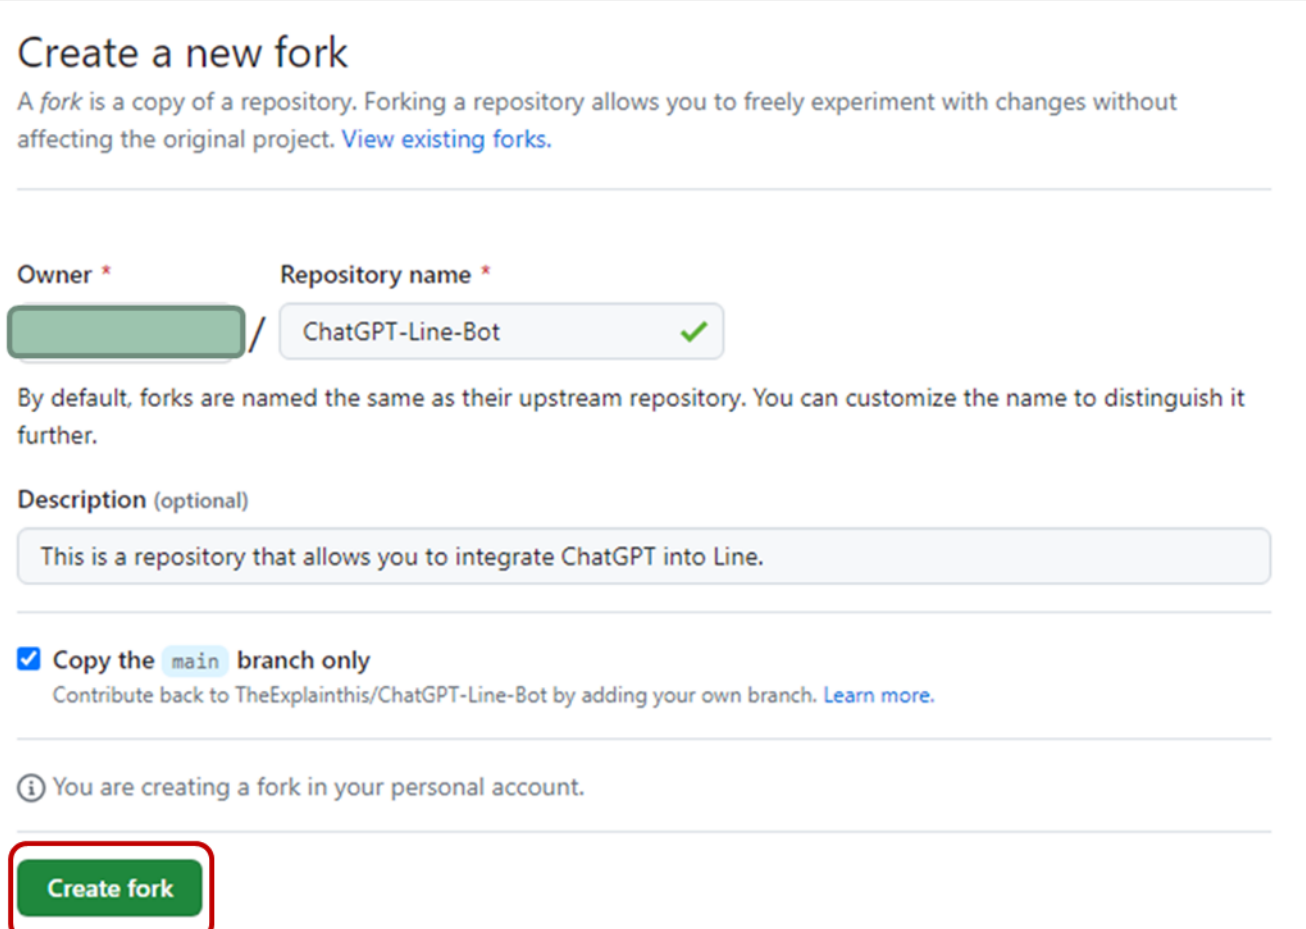 Create a new fork
A fork is a copy of a repository. Forking a repository allows you to freely experiment with changes without
affecting the original project. View existing forks.
Owner * Repository name *
/ ChatGPT-Line-Bot
By default, forks are named the same as their upstream repository. You can customize the name to distinguish it
further.
Description (optional)
This is a repository that allows you to integrate ChatGPT into Line.
Copy the main branch only
Contribute back to TheExplainthis/ChatGPT-Line-Bot by adding your own branch. Learn more.
You are creating a fork in your personal account.
Create fork